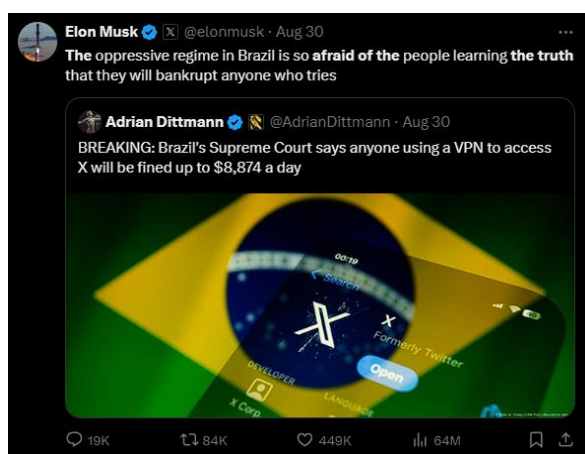 Elon Musk X @elonmusk · Aug 30
The oppressive regime in Brazil is so afraid of the people learning the truth
that they will bankrupt anyone who tries
Adrian Dittmann @AdrianDittmann · Aug 30
BREAKING: Brazil's Supreme Court says anyone using a VPN to access
X will be fined up to $8,874 a day
00:19
Search
X
X
Formerly Twitter
Open
DEVELOPER
X Corp
LANGUAGE
19K 84K 449K 64M